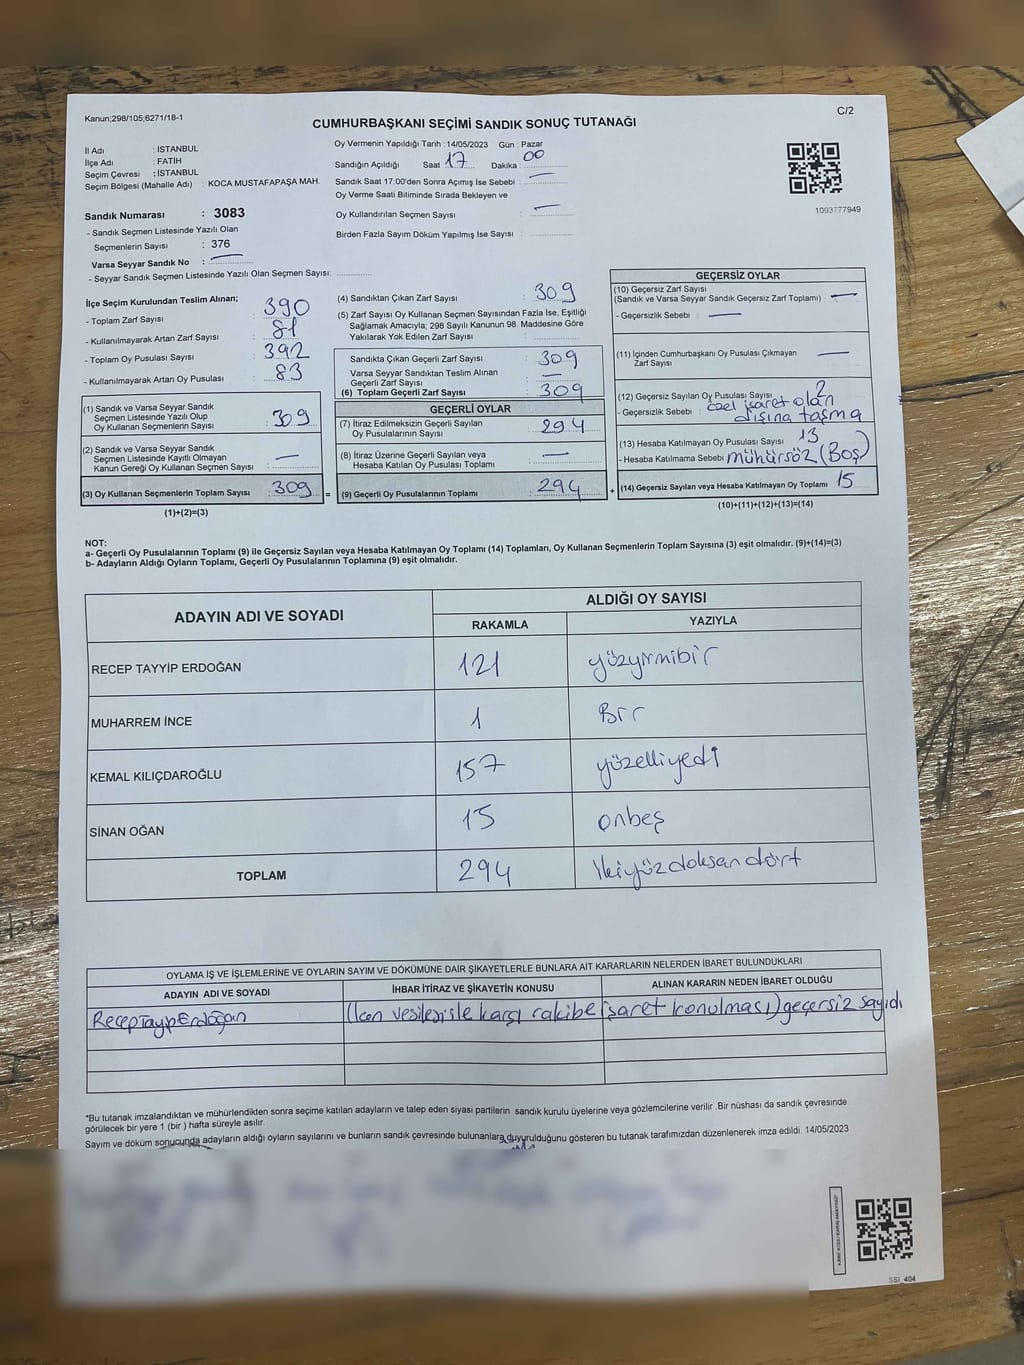 Kanun;298/105;6271/18-1
C/2
CUMHURBAŞKANI SEÇİMİ SANDIK SONUÇ TUTANAĞI
İl Adı : İSTANBUL
İlçe Adı : FATİH
Seçim Çevresi : İSTANBUL
Seçim Bölgesi (Mahalle Adı) : KOCA MUSTAFAPAŞA MAH.
Sandık Numarası : 3083
- Sandık Seçmen Listesinde Yazılı Olan
Seçmenlerin Sayısı : 376
Varsa Seyyar Sandık No : —
- Seyyar Sandık Seçmen Listesinde Yazılı Olan Seçmen Sayısı:
Oy Vermenin Yapıldığı Tarih : 14/05/2023 Gün : Pazar
Sandığın Açıldığı Saat 17 Dakika : 00
Sandık Saat 17.00'den Sonra Açımış İse Sebebi : —
Oy Verme Saati Bitiminde Sırada Bekleyen ve
Oy Kullandırılan Seçmen Sayısı : —
Birden Fazla Sayım Döküm Yapılmış İse Sayısı :
1093777949
İlçe Seçim Kurulundan Teslim Alınan;
- Toplam Zarf Sayısı : 390
- Kullanılmayarak Artan Zarf Sayısı : 81
- Toplam Oy Pusulası Sayısı : 392
- Kullanılmayarak Artan Oy Pusulası : 83
(1) Sandık ve Varsa Seyyar Sandık
Seçmen Listesinde Yazılı Olup
Oy Kullanan Seçmenlerin Sayısı : 309
(2) Sandık ve Varsa Seyyar Sandık
Seçmen Listesinde Kayıtlı Olmayan
Kanun Gereği Oy Kullanan Seçmen Sayısı : —
(3) Oy Kullanan Seçmenlerin Toplam Sayısı : 309 =
(1)+(2)=(3)
(4) Sandıktan Çıkan Zarf Sayısı : 309
(5) Zarf Sayısı Oy Kullanan Seçmen Sayısından Fazla İse, Eşitliği
Sağlamak Amacıyla; 298 Sayılı Kanunun 98. Maddesine Göre
Yakılarak Yok Edilen Zarf Sayısı :
Sandıkta Çıkan Geçerli Zarf Sayısı : 309
Varsa Seyyar Sandıktan Teslim Alınan
Geçerli Zarf Sayısı : —
(6) Toplam Geçerli Zarf Sayısı : 309
GEÇERLİ OYLAR
(7) İtiraz Edilmeksizin Geçerli Sayılan
Oy Pusulalarının Sayısı : 294
(8) İtiraz Üzerine Geçerli Sayılan veya
Hesaba Katılan Oy Pusulası Toplamı : —
(9) Geçerli Oy Pusulalarının Toplamı : 294 +
GEÇERSİZ OYLAR
(10) Geçersiz Zarf Sayısı
(Sandık ve Varsa Seyyar Sandık Geçersiz Zarf Toplamı) : —
- Geçersizlik Sebebi : —
(11) İçinden Cumhurbaşkanı Oy Pusulası Çıkmayan
Zarf Sayısı : —
(12) Geçersiz Sayılan Oy Pusulası Sayısı : 2
- Geçersizlik Sebebi : özel işaret olan
dışına taşma
(13) Hesaba Katılmayan Oy Pusulası Sayısı 13
- Hesaba Katılmama Sebebi : mühürsöz (Boş)
(14) Geçersiz Sayılan veya Hesaba Katılmayan Oy Toplamı 15
(10)+(11)+(12)+(13)=(14)
NOT:
a- Geçerli Oy Pusulalarının Toplamı (9) ile Geçersiz Sayılan veya Hesaba Katılmayan Oy Toplamı (14) Toplamları, Oy Kullanan Seçmenlerin Toplam Sayısına (3) eşit olmalıdır. (9)+(14)=(3)
b- Adayların Aldığı Oyların Toplamı, Geçerli Oy Pusulalarının Toplamına (9) eşit olmalıdır.
ADAYIN ADI VE SOYADI ALDIĞI OY SAYISI
RAKAMLA YAZIYLA
RECEP TAYYİP ERDOĞAN 121 yüzyirmibir
MUHARREM İNCE 1 Bir
KEMAL KILIÇDAROĞLU 157 yüzelliyedi
SİNAN OĞAN 15 onbeş
TOPLAM 294 ikiyüzdoksandört
OYLAMA İŞ VE İŞLEMLERİNE VE OYLARIN SAYIM VE DÖKÜMÜNE DAİR ŞİKAYETLERLE BUNLARA AİT KARARLARIN NELERDEN İBARET BULUNDUKLARI
ADAYIN ADI VE SOYADI İHBAR İTİRAZ VE ŞİKAYETİN KONUSU ALINAN KARARIN NEDEN İBARET OLDUĞU
RecepTayyipErdoğan karşı rakibe işaret konulması) geçersiz sayıdı
*Bu tutanak imzalandıktan ve mühürlendikten sonra seçime katılan adayların ve talep eden siyasi partilerin sandık kurulu üyelerine veya gözlemcilerine verilir .Bir nüshası da sandık çevresinde
görülecek bir yere 1 (bir ) hafta süreyle asılır.
Sayım ve döküm sonucunda adayların aldığı oyların sayılarını ve bunların sandık çevresinde bulunanlara duyurulduğunu gösteren bu tutanak tarafımızdan düzenlenerek imza edildi. 14/05/2023
SSI_404